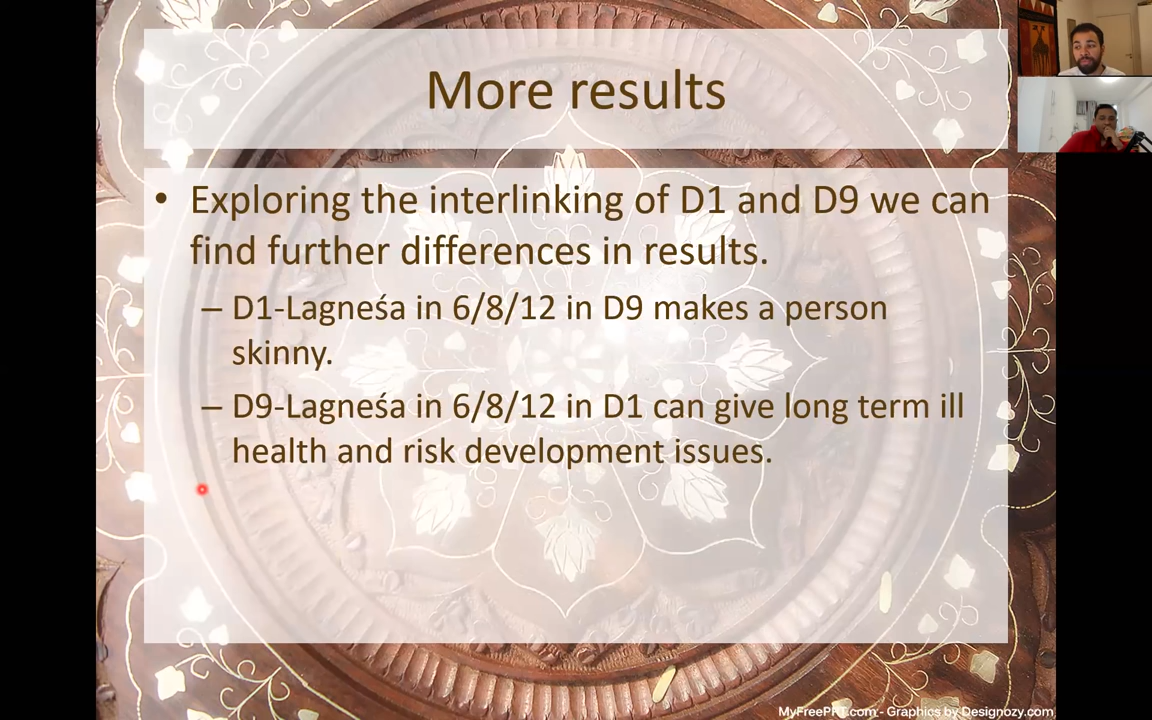 More results
• Exploring the interlinking of D1 and D9 we can
find further differences in results.
– D1-Lagneśa in 6/8/12 in D9 makes a person
skinny.
– D9-Lagneśa in 6/8/12 in D1 can give long term ill
health and risk development issues.
MyFreePPT.com - Graphics by Designozy.com